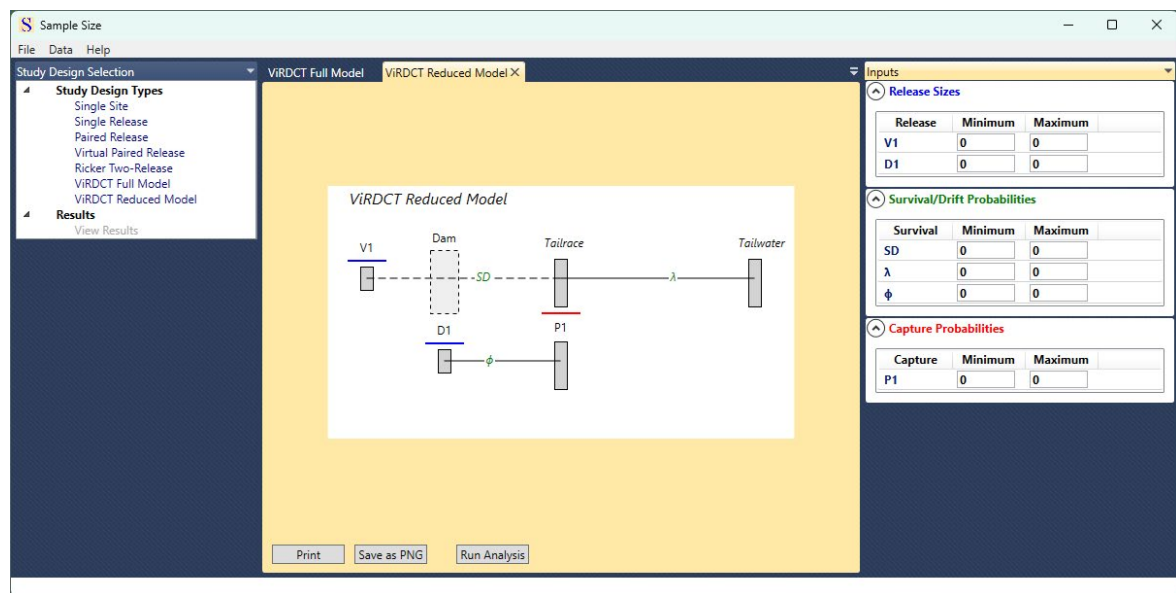 S Sample Size
File Data Help
Study Design Selection
Study Design Types
Single Site
Single Release
Paired Release
Virtual Paired Release
Ricker Two-Release
ViRDCT Full Model
ViRDCT Reduced Model
Results
View Results
ViRDCT Full Model ViRDCT Reduced Model
ViRDCT Reduced Model
V1 Dam Tailrace Tailwater
SD λ
D1 P1
ϕ
Print Save as PNG Run Analysis
Inputs
Release Sizes
Release Minimum Maximum
V1 0 0
D1 0 0
Survival/Drift Probabilities
Survival Minimum Maximum
SD 0 0
λ 0 0
ϕ 0 0
Capture Probabilities
Capture Minimum Maximum
P1 0 0